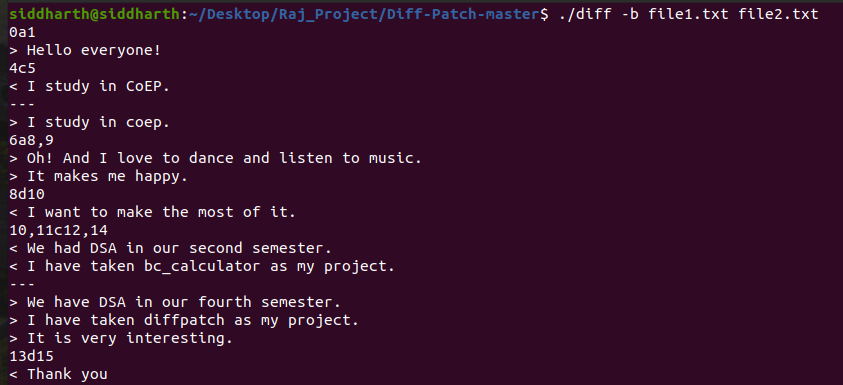 siddharth@siddharth:~/Desktop/Raj_Project/Diff-Patch-master$ ./diff -b file1.txt file2.txt
0a1
> Hello everyone!
4c5
< I study in CoEP.
---
> I study in coep.
6a8,9
> Oh! And I love to dance and listen to music.
> It makes me happy.
8d10
< I want to make the most of it.
10,11c12,14
< We had DSA in our second semester.
< I have taken bc_calculator as my project.
---
> We have DSA in our fourth semester.
> I have taken diffpatch as my project.
> It is very interesting.
13d15
< Thank you